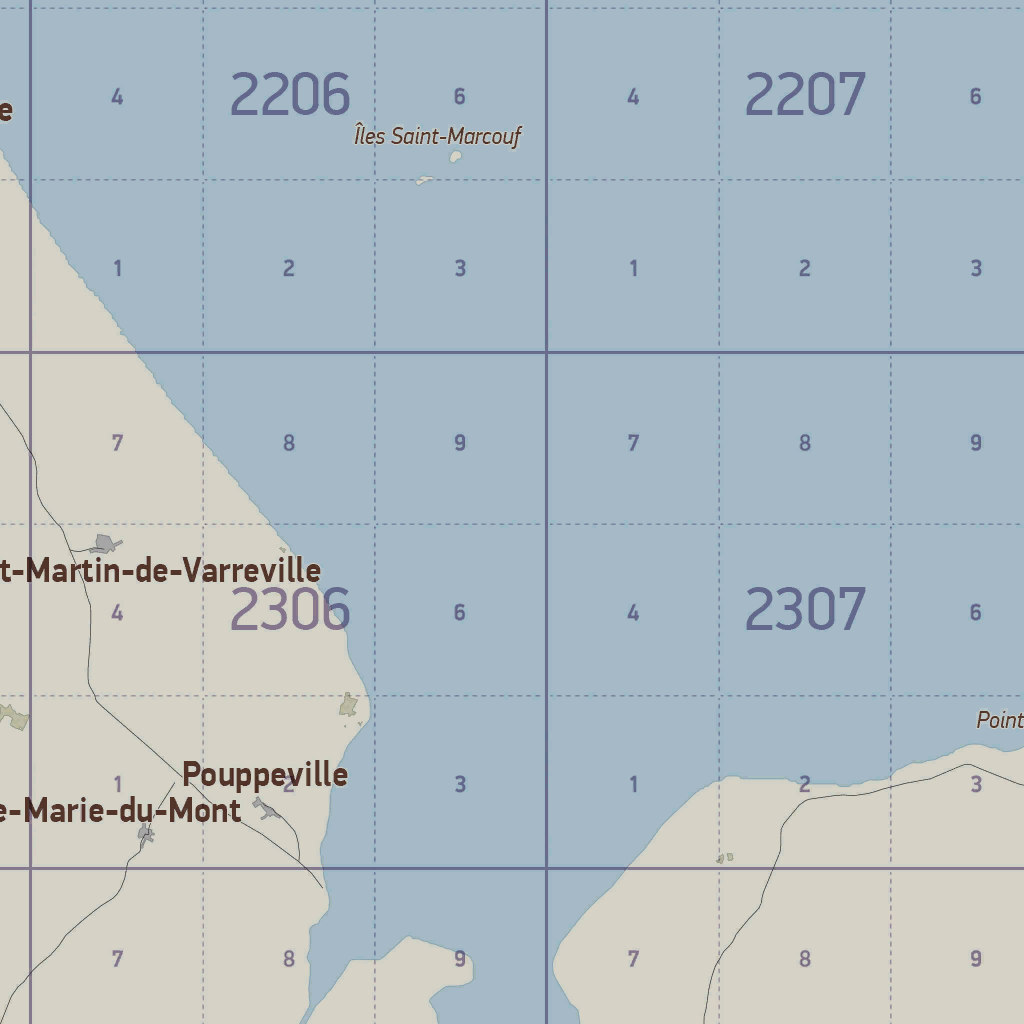 4 2206 6 4 2207 6
e
Îles Saint-Marcouf
1 2 3 1 2 3
7 8 9 7 8 9
t-Martin-de-Varreville
4 2306 6 4 2307 6
Point
Pouppeville
1 2 3 1 2 3
e-Marie-du-Mont
7 8 9 7 8 9